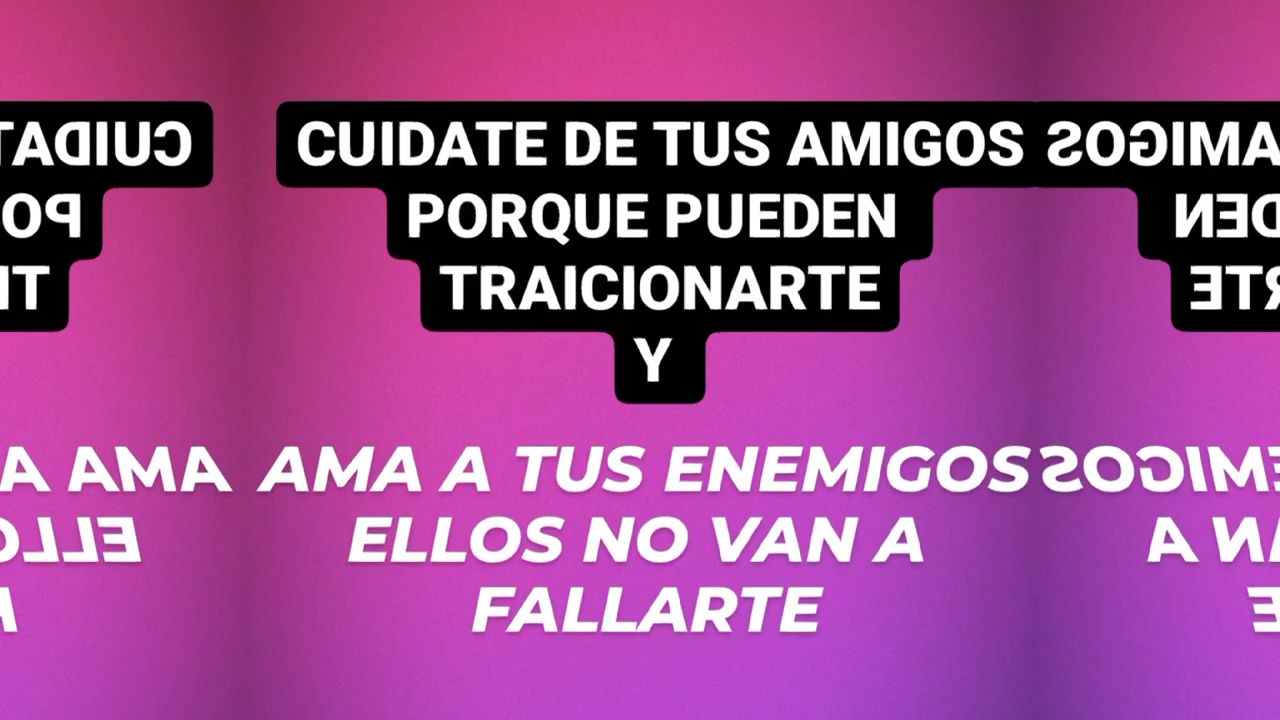 CUIDATE DE TUS AMIGOS
PORQUE PUEDEN
TRAICIONARTE
Y
AMA A TUS ENEMIGOS
ELLOS NO VAN A
FALLARTE